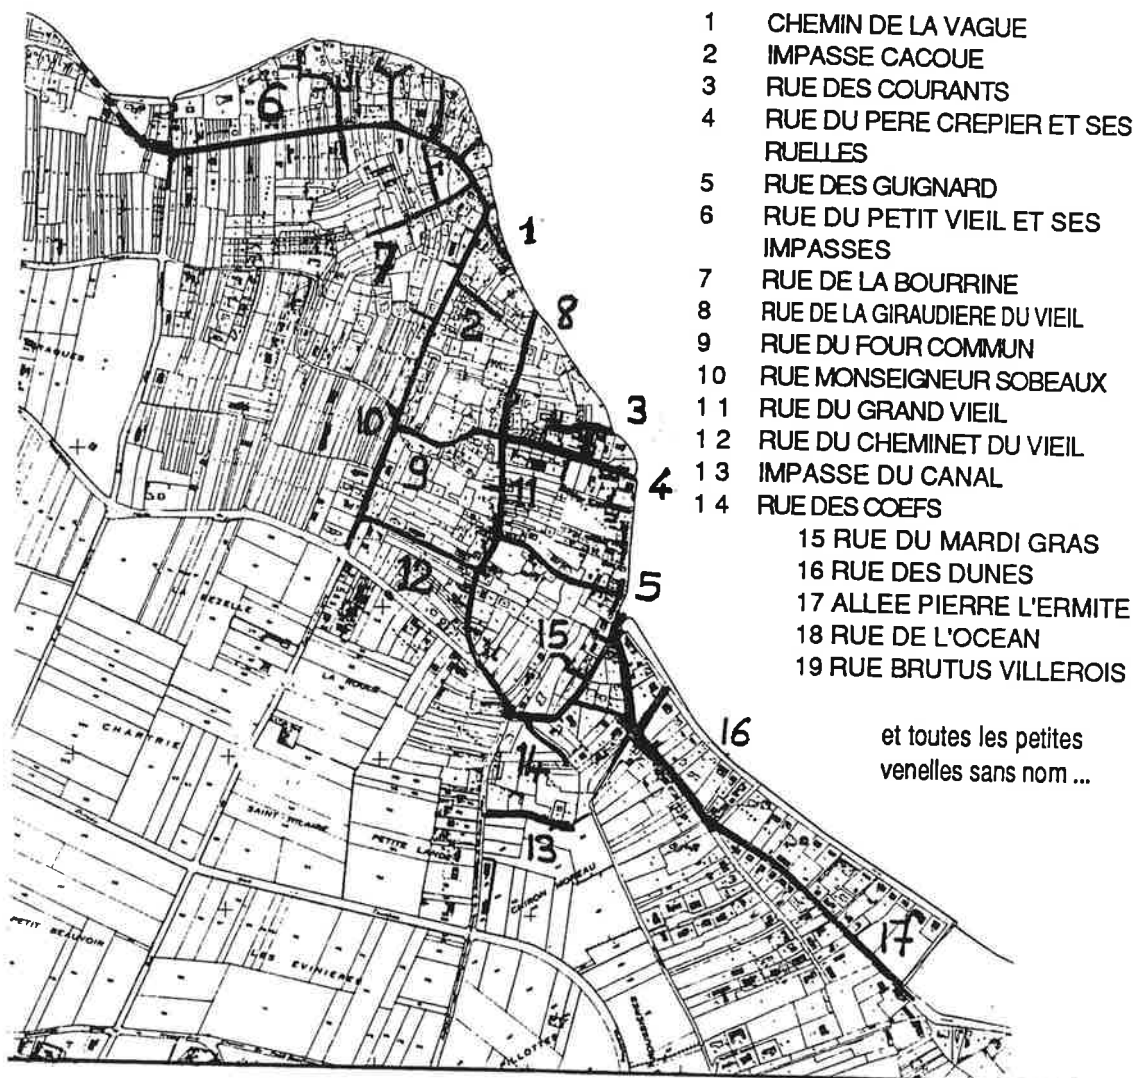 1 CHEMIN DE LA VAGUE
2 IMPASSE CACOUE
3 RUE DES COURANTS
4 RUE DU PERE CREPIER ET SES
RUELLES
5 RUE DES GUIGNARD
6 RUE DU PETIT VIEIL ET SES
IMPASSES
7 RUE DE LA BOURRINE
8 RUE DE LA GIRAUDIERE DU VIEIL
9 RUE DU FOUR COMMUN
10 RUE MONSEIGNEUR SOBEAUX
11 RUE DU GRAND VIEIL
12 RUE DU CHEMINET DU VIEIL
13 IMPASSE DU CANAL
14 RUE DES COEFS
15 RUE DU MARDI GRAS
16 RUE DES DUNES
17 ALLEE PIERRE L'ERMITE
18 RUE DE L'OCEAN
19 RUE BRUTUS VILLEROIS
et toutes les petites
venelles sans nom ...
6
1
7
8
2
3
10
9
4
11
12
5
15
16
14
13
17
LA BEZELLE
LA ROULE
CHARTRIE
SAINT HILAIRE
PETITE LANDE
PETIT BEAUVOIR
LES EVINIERES